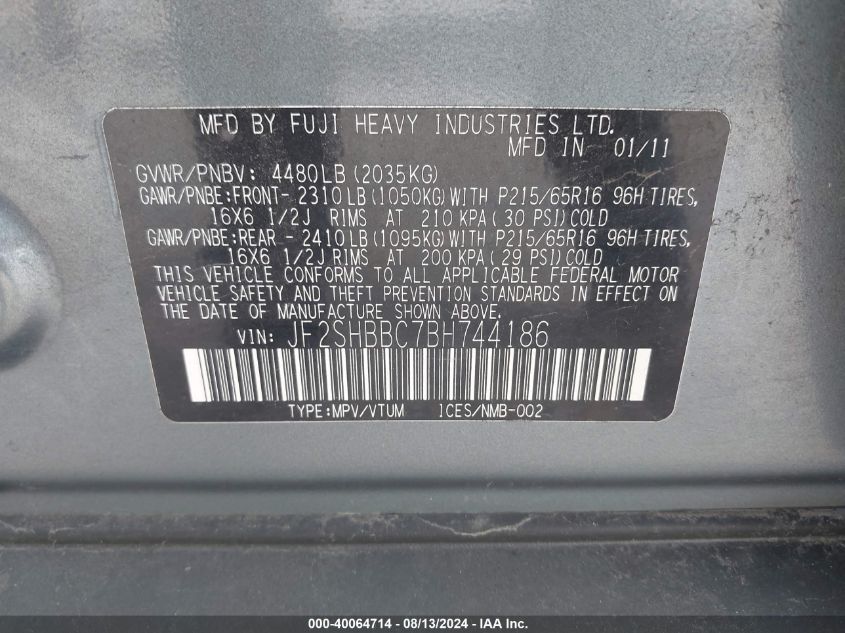 MFD BY FUJI HEAVY INDUSTRIES LTD.
MFD IN 01/11
GVWR/PNBV: 4480LB(2035KG)
GAWR/PNBE:FRONT- 2310LB(1050KG)WITH P215/65R16 96H TIRES,
16X6 1/2J RIMS AT 210 KPA(30 PSI)COLD
GAWR/PNBE:REAR - 2410LB(1095KG)WITH P215/65R16 96H TIRES,
16X6 1/2J RIMS AT 200 KPA(29 PSI)COLD
THIS VEHICLE CONFORMS TO ALL APPLICABLE FEDERAL MOTOR
VEHICLE SAFETY AND THEFT PREVENTION STANDARDS IN EFFECT ON
THE DATE OF MANUFACTURE SHOWN ABOVE.
VIN: JF2SHBBC7BH744186
TYPE:MPV/VTUM ICES/NMB-002
000-40064714 - 08/13/2024 - IAA Inc.